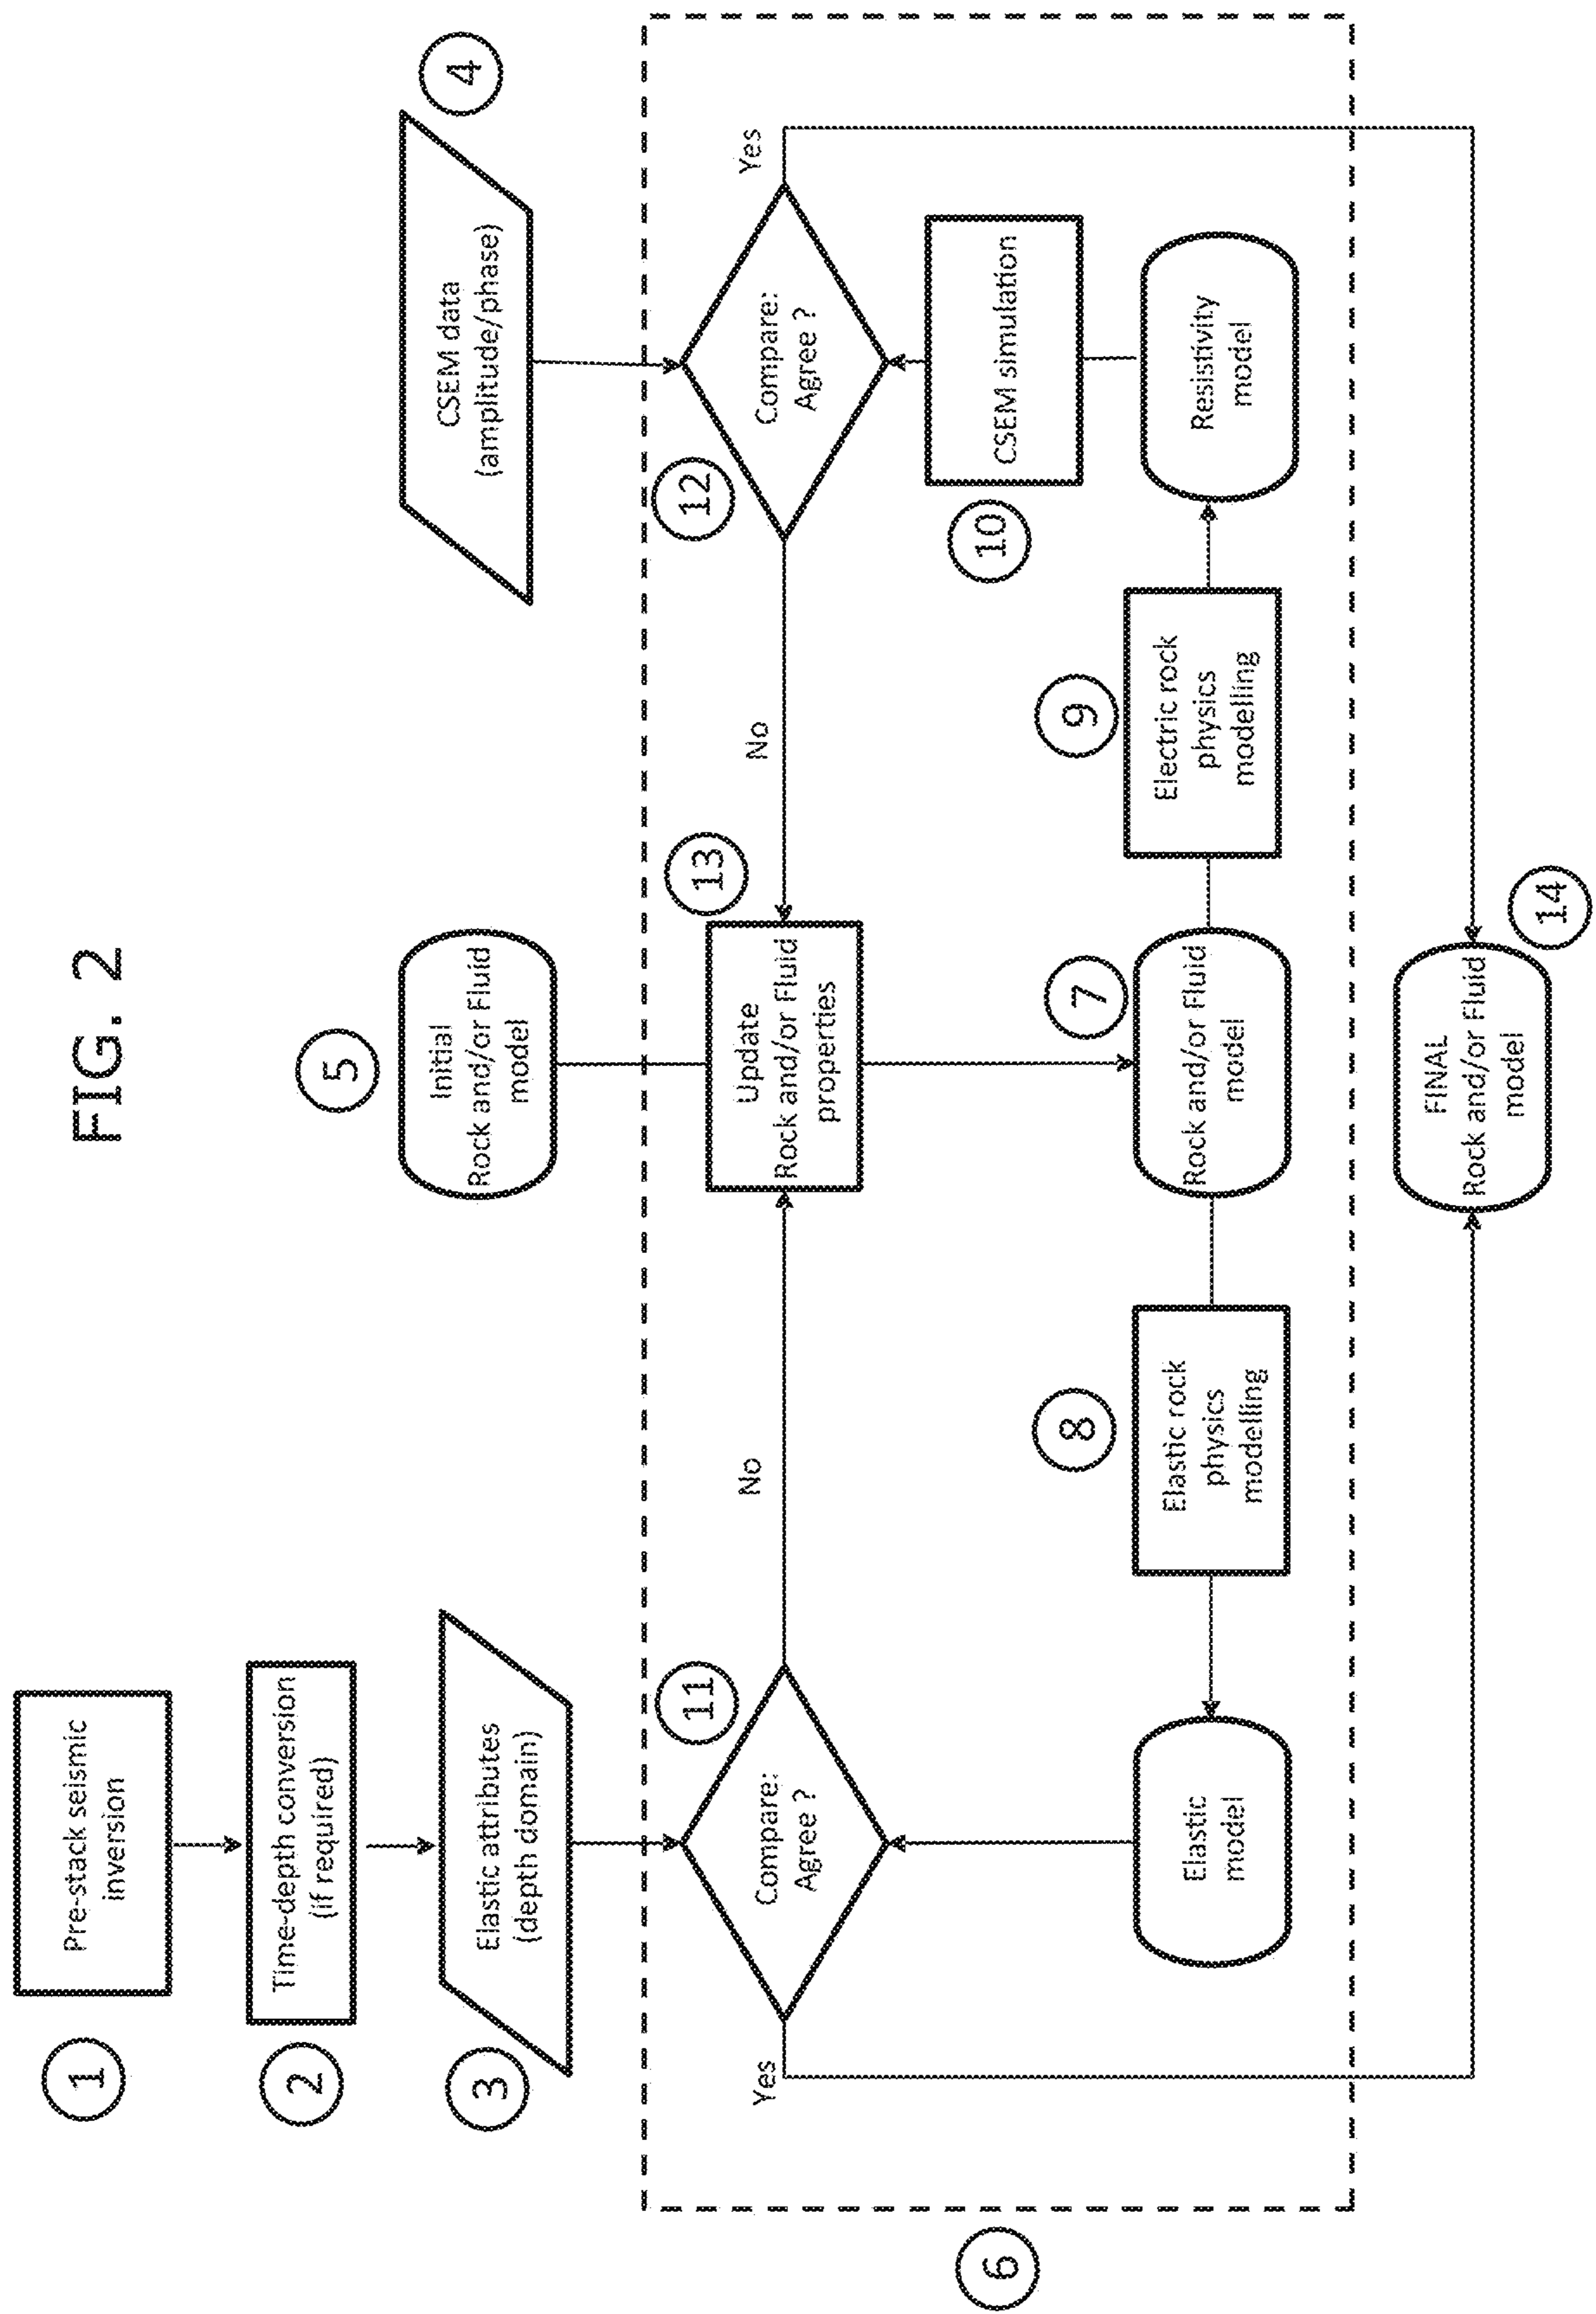 FIG. 2
1
Pre-stack seismic
inversion
2
Time-depth conversion
(if required)
3
Elastic attributes
(depth domain)
5
Initial
Rock and/or Fluid
model
4
CSEM data
(amplitude/phase)
6
Yes
11
Compare:
Agree ?
No
13
Update
Rock and/or Fluid
properties
No
12
Compare:
Agree ?
Yes
10
CSEM simulation
Elastic
model
8
Elastic rock
physics
modelling
7
Rock and/or Fluid
model
9
Electric rock
physics
modelling
Resistivity
model
FINAL
Rock and/or Fluid
model
14